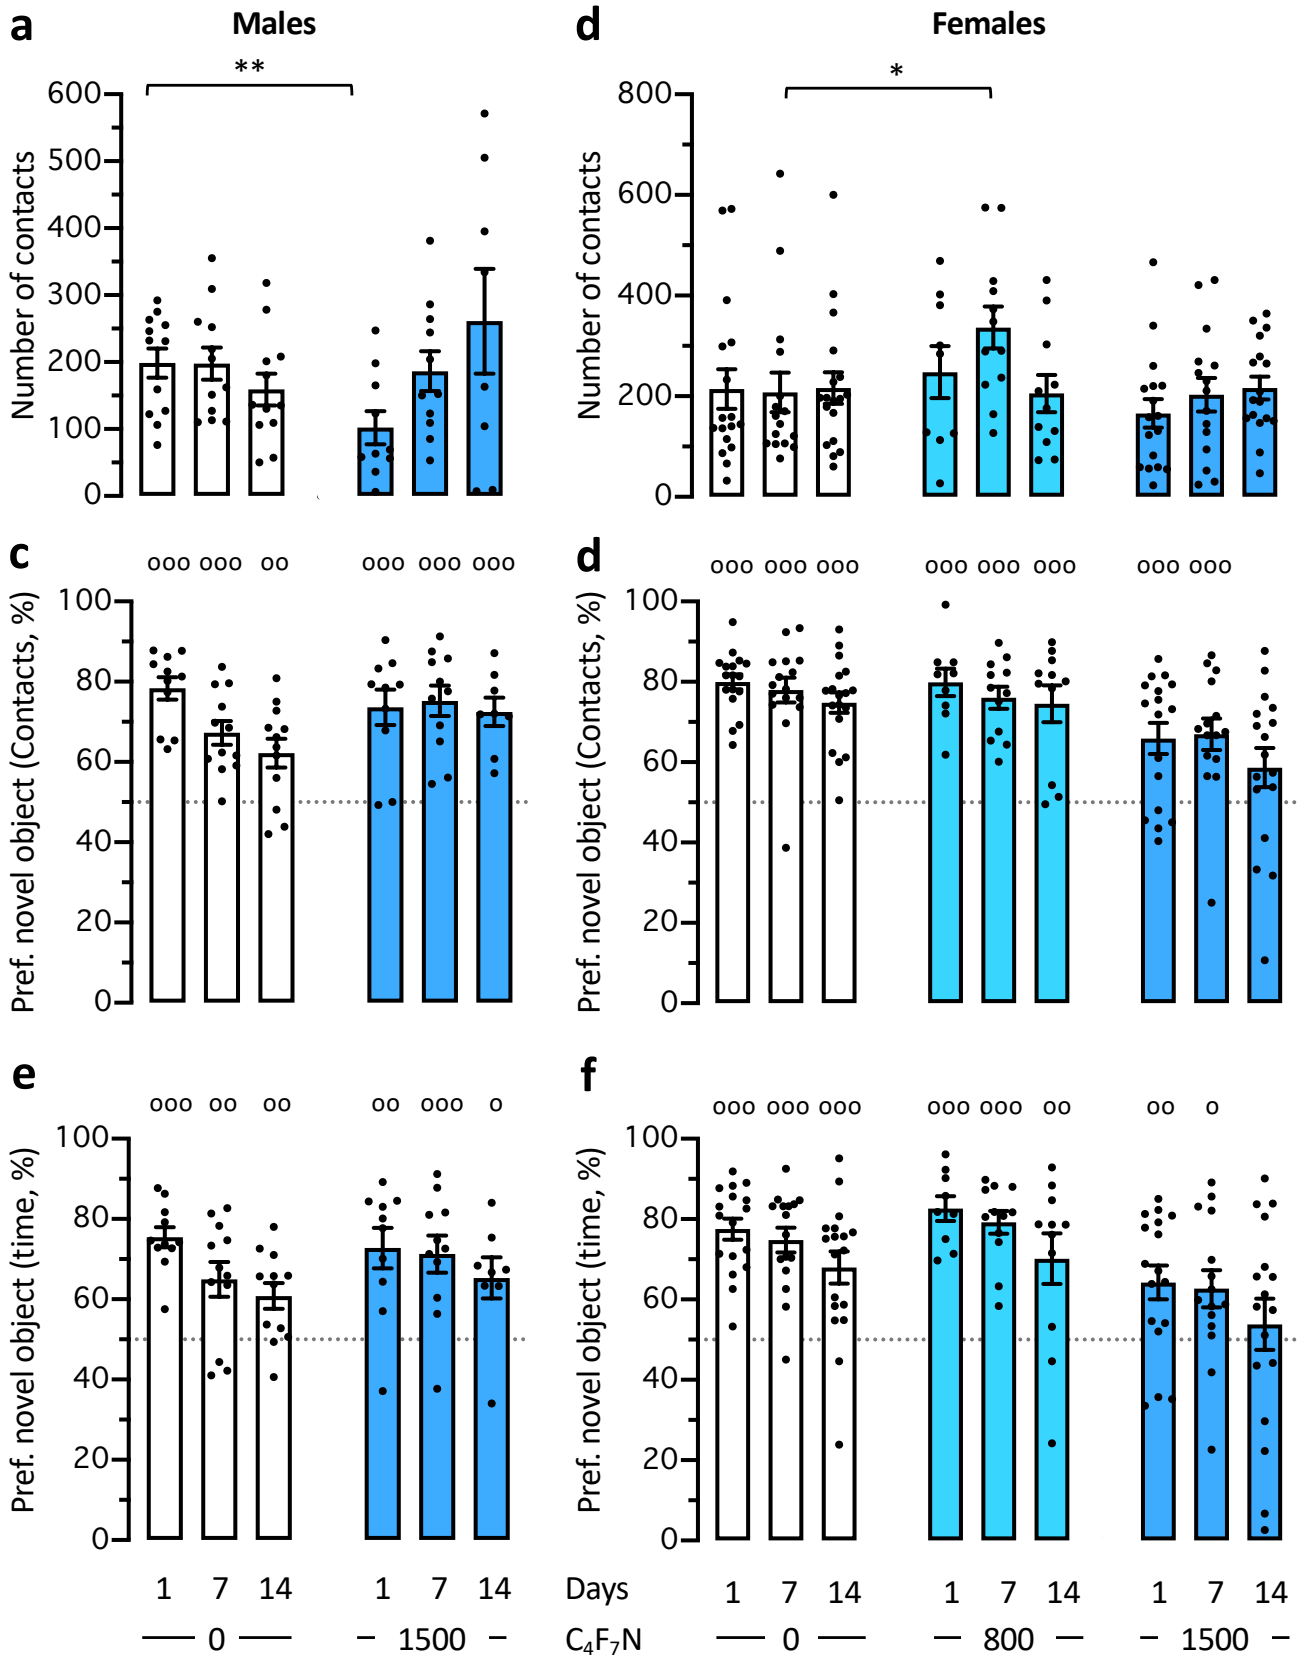 a Males d Females
** *
600 800
500
400 600
300 400
200
100 200
0 0
Number of contacts Number of contacts
c d
ooo ooo oo ooo ooo ooo ooo ooo ooo ooo ooo ooo ooo ooo
100 100
80 80
60 60
40 40
20 20
0 0
Pref. novel object (Contacts, %) Pref. novel object (Contacts, %)
e f
ooo oo oo oo ooo o ooo ooo ooo ooo ooo oo oo o
100 100
80 80
60 60
40 40
20 20
0 0
Pref. novel object (time, %) Pref. novel object (time, %)
1 7 14 1 7 14 Days 1 7 14 1 7 14 1 7 14
0 1500 C₄F₇N 0 800 1500